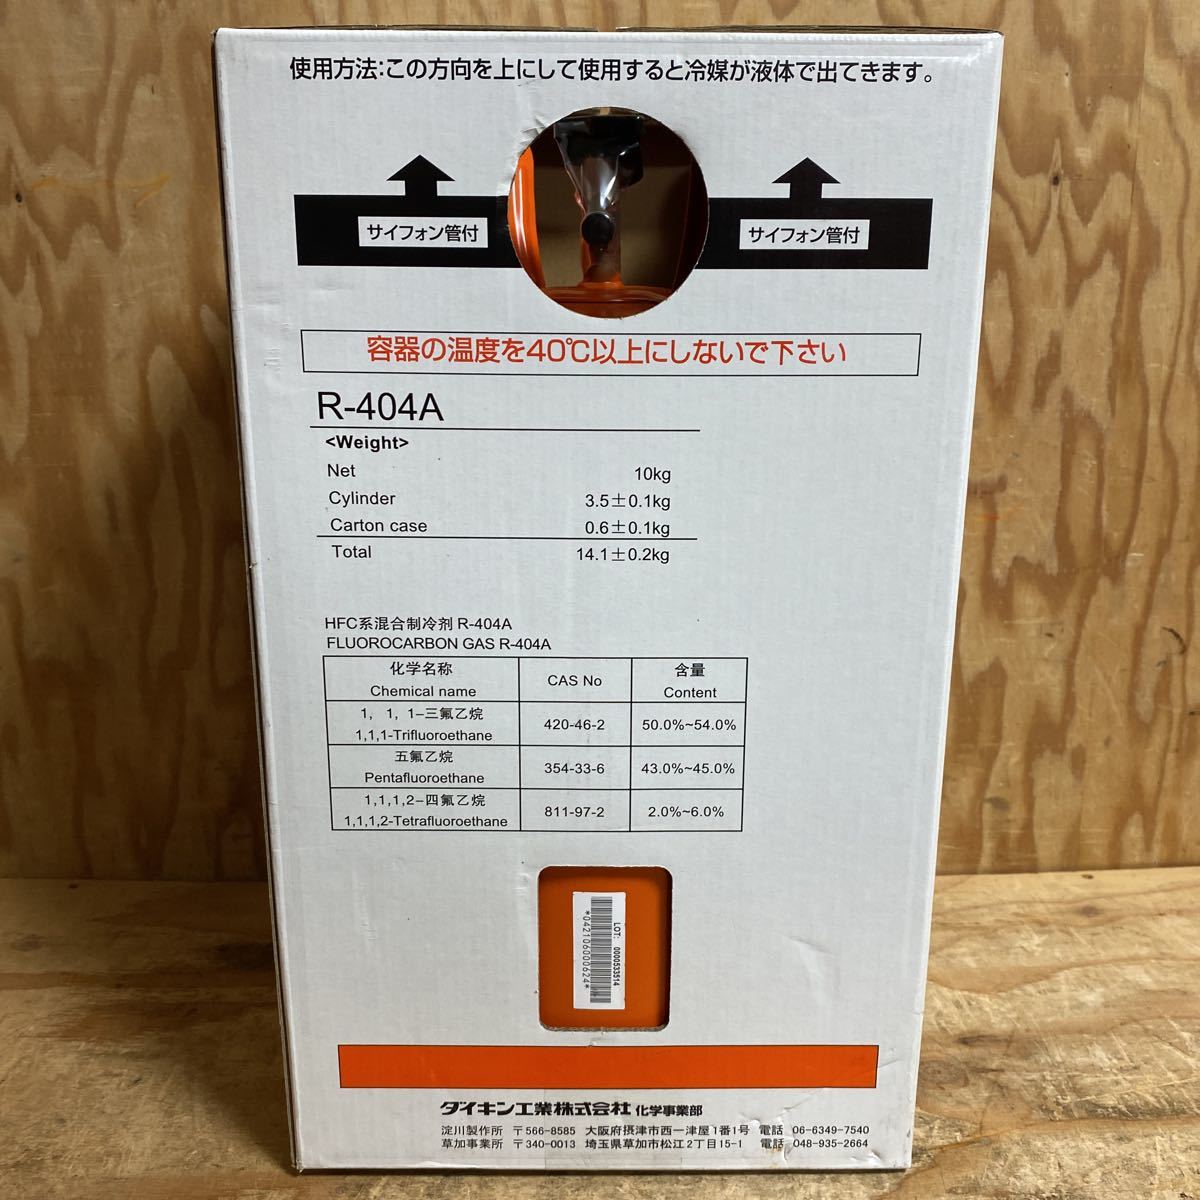 使用方法:この方向を上にして使用すると冷媒が液体で出てきます。
サイフォン管付
サイフォン管付
容器の温度を40℃以上にしないで下さい
R-404A
<Weight>
Net 10kg
Cylinder 3.5±0.1kg
Carton case 0.6±0.1kg
Total 14.1±0.2kg
HFC系混合制冷剂 R-404A
FLUOROCARBON GAS R-404A
化学名称
Chemical name
CAS No
含量
Content
1, 1, 1-三氟乙烷
1,1,1-Trifluoroethane
420-46-2
50.0%~54.0%
五氟乙烷
Pentafluoroethane
354-33-6
43.0%~45.0%
1,1,1,2-四氟乙烷
1,1,1,2-Tetrafluoroethane
811-97-2
2.0%~6.0%
LOT: 0000533514
*0421060000624*
ダイキン工業株式会社 化学事業部
淀川製作所 〒566-8585 大阪府摂津市西一津屋1番1号 電話 06-6349-7540
草加事業所 〒340-0013 埼玉県草加市松江2丁目15-1 電話 048-935-2664